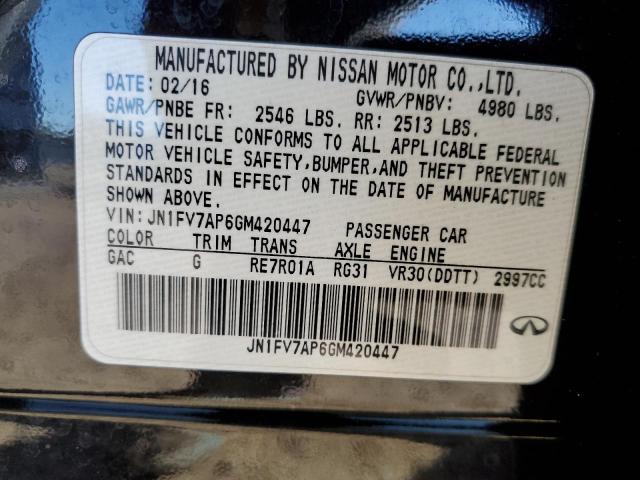 MANUFACTURED BY NISSAN MOTOR CO.,LTD.
DATE: 02/16 GVWR/PNBV: 4980 LBS.
GAWR/PNBE FR: 2546 LBS. RR: 2513 LBS.
THIS VEHICLE CONFORMS TO ALL APPLICABLE FEDERAL
MOTOR VEHICLE SAFETY,BUMPER,AND THEFT PREVENTION
STANDARDS IN EFFECT ON THE DATE OF MANUFACTURE
SHOWN ABOVE.
VIN:JN1FV7AP6GM420447 PASSENGER CAR
COLOR TRIM TRANS AXLE ENGINE
GAC G RE7R01A RG31 VR30(DDTT) 2997CC
JN1FV7AP6GM420447